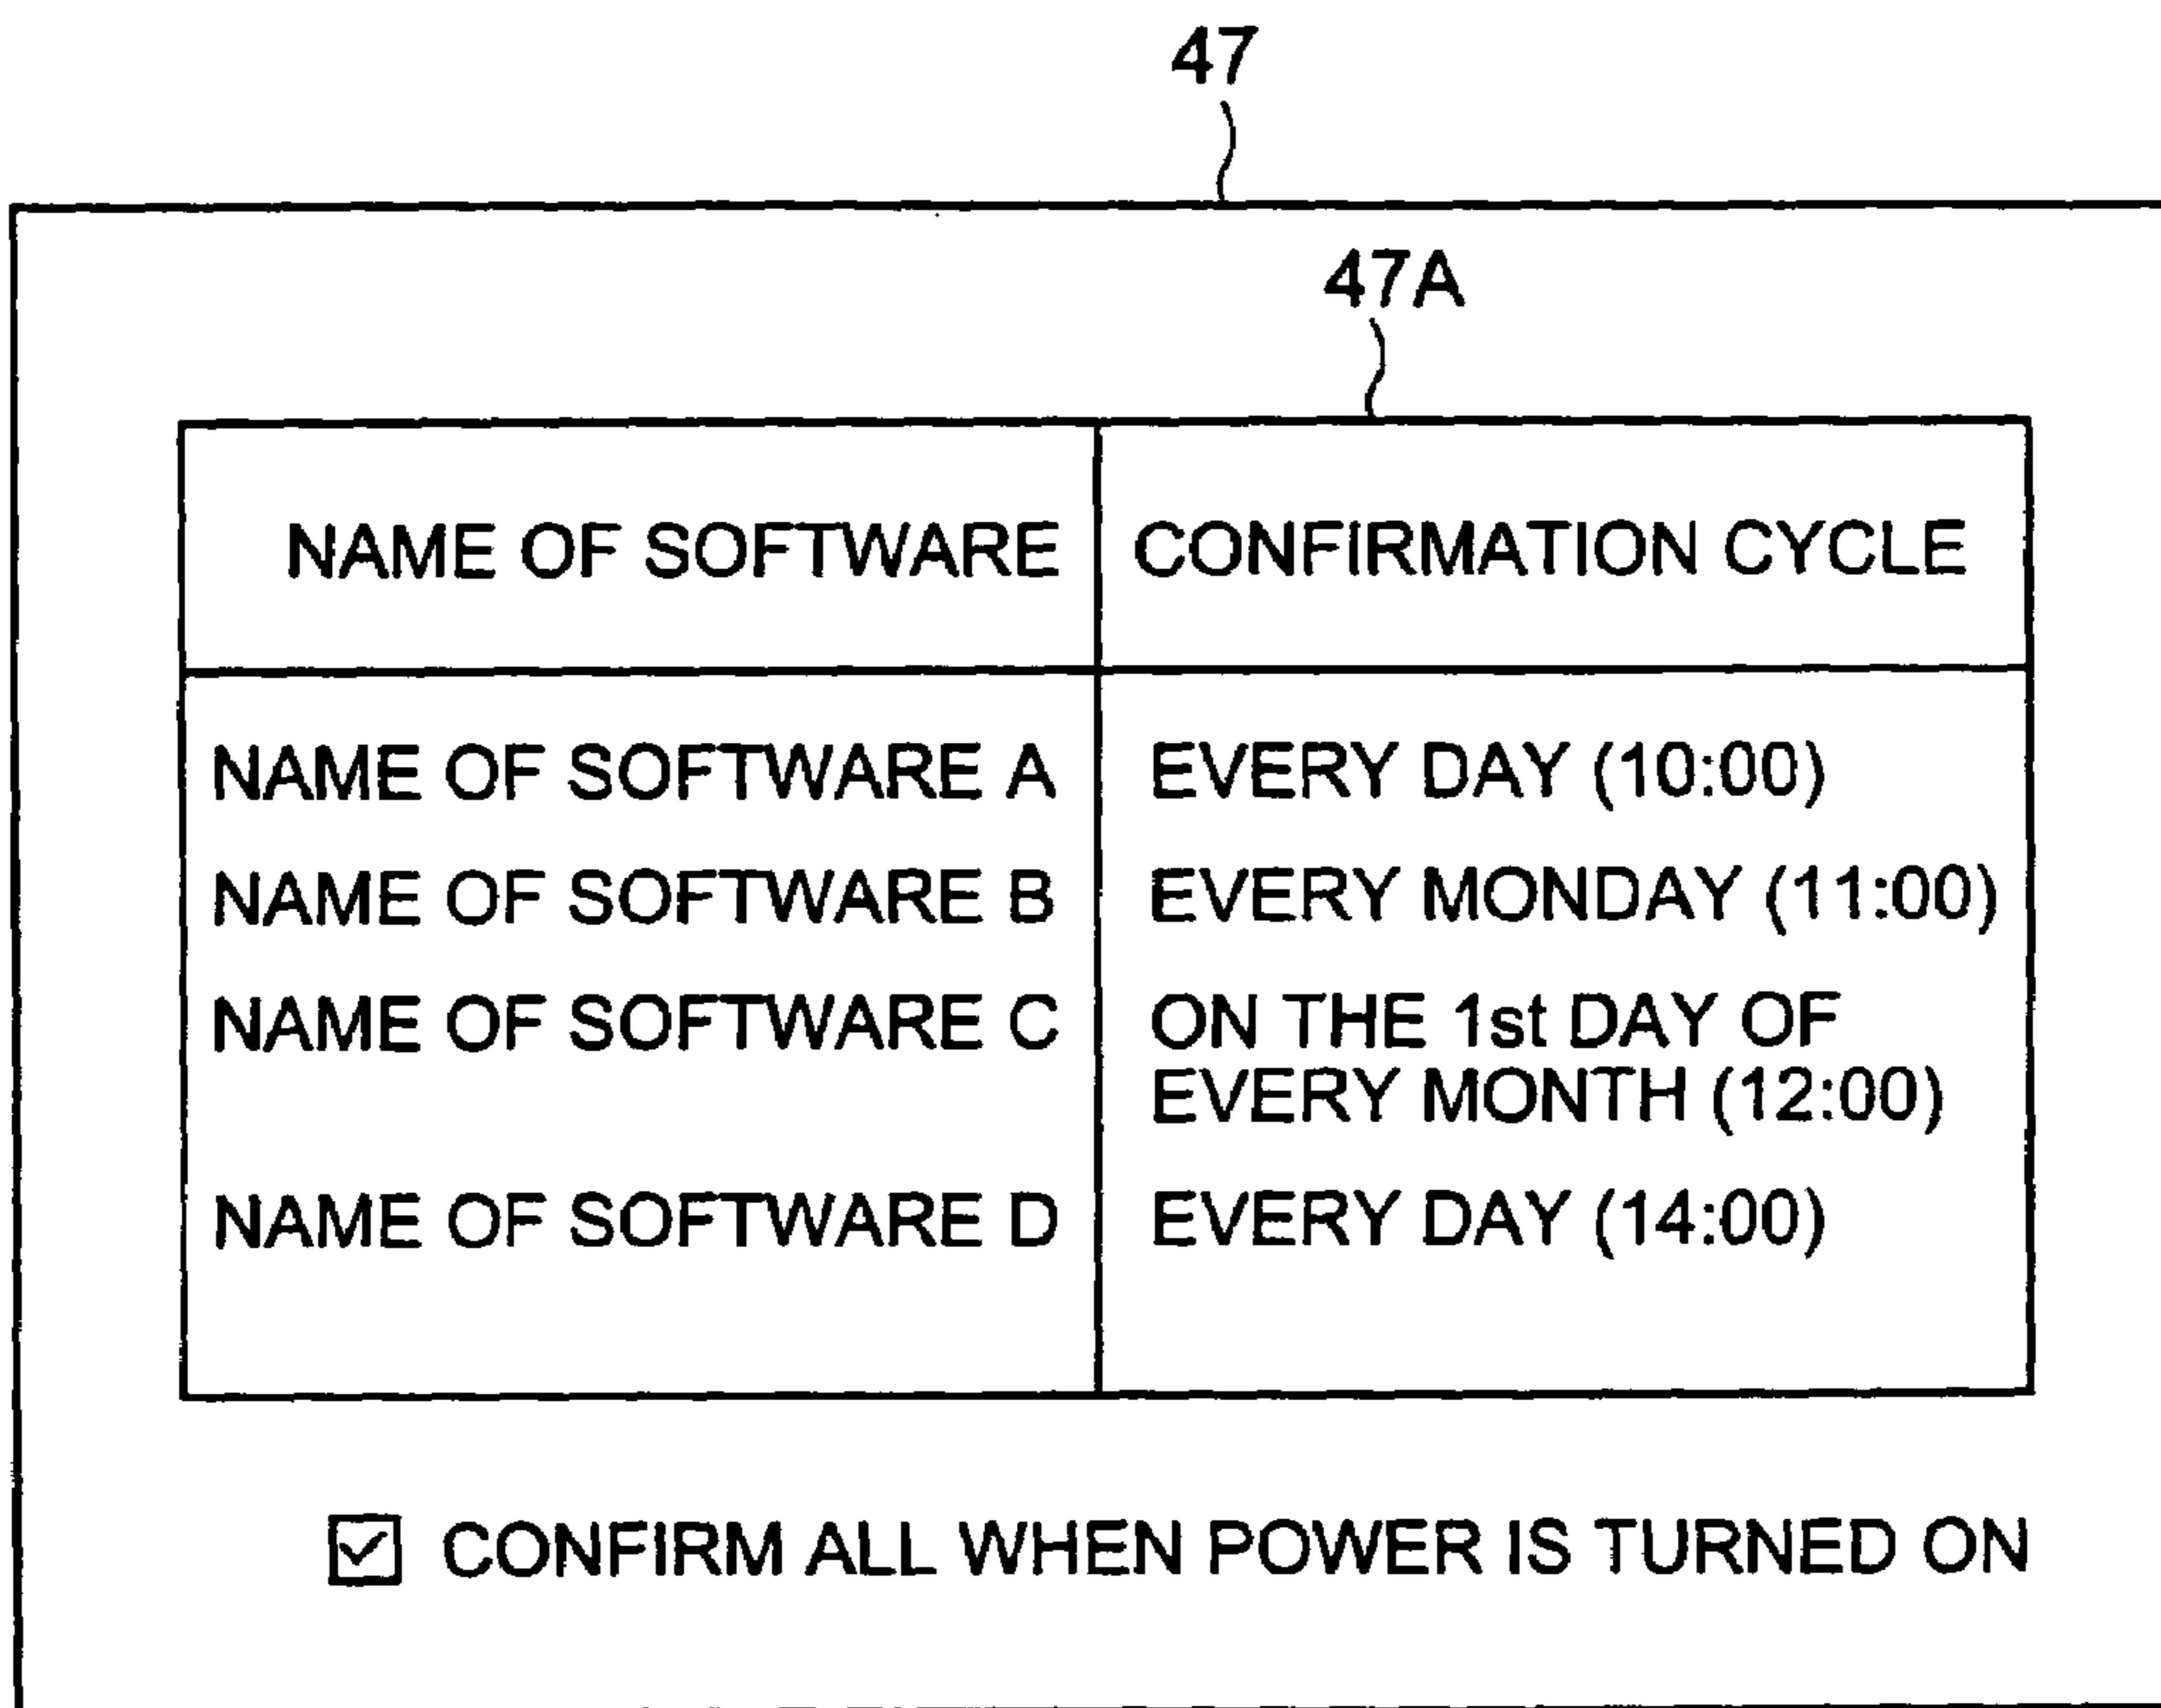 47
47A
NAME OF SOFTWARE CONFIRMATION CYCLE
NAME OF SOFTWARE A EVERY DAY (10:00)
NAME OF SOFTWARE B EVERY MONDAY (11:00)
NAME OF SOFTWARE C ON THE 1st DAY OF
EVERY MONTH (12:00)
NAME OF SOFTWARE D EVERY DAY (14:00)
CONFIRM ALL WHEN POWER IS TURNED ON